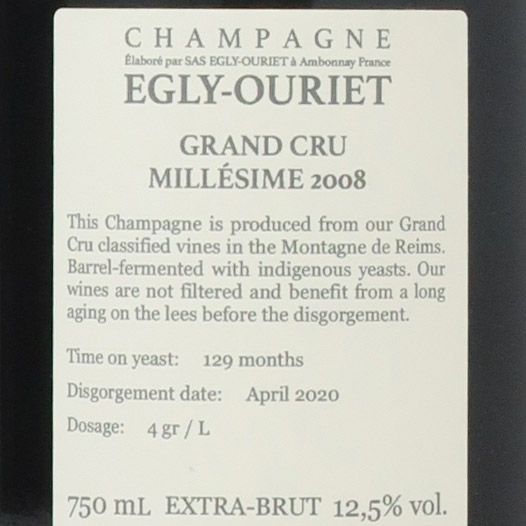 CHAMPAGNE
Élaboré par SAS EGLY-OURIET à Ambonnay France
EGLY-OURIET
GRAND CRU
MILLÉSIME 2008
This Champagne is produced from our Grand
Cru classified vines in the Montagne de Reims.
Barrel-fermented with indigenous yeasts. Our
wines are not filtered and benefit from a long
aging on the lees before the disgorgement.
Time on yeast: 129 months
Disgorgement date: April 2020
Dosage: 4 gr / L
750 mL EXTRA-BRUT 12,5% vol.